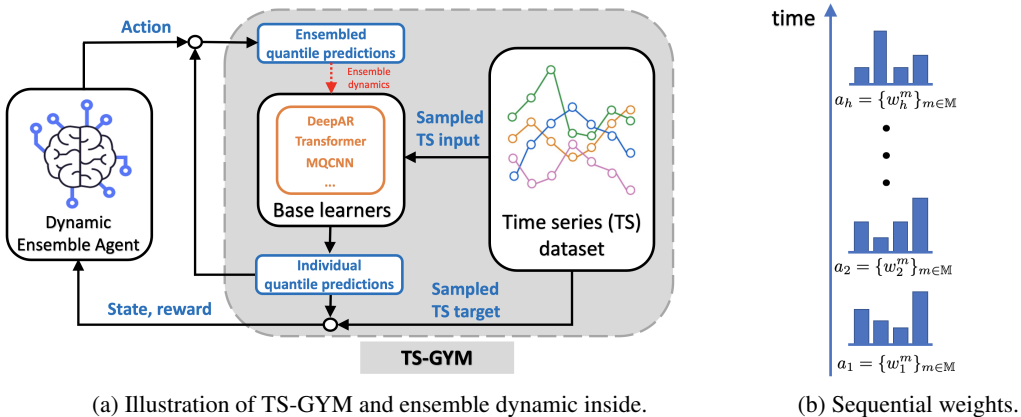 Action
Ensembled
quantile predictions
Ensemble
dynamics
DeepAR
Transformer
MQCNN
...
Base learners
Sampled
TS input
Time series (TS)
dataset
Dynamic
Ensemble Agent
Individual
quantile predictions
State, reward
Sampled
TS target
TS-GYM
(a) Illustration of TS-GYM and ensemble dynamic inside.
time
a_h = {w_h^m}_{m∈𝕄}
a_2 = {w_2^m}_{m∈𝕄}
a_1 = {w_1^m}_{m∈𝕄}
(b) Sequential weights.